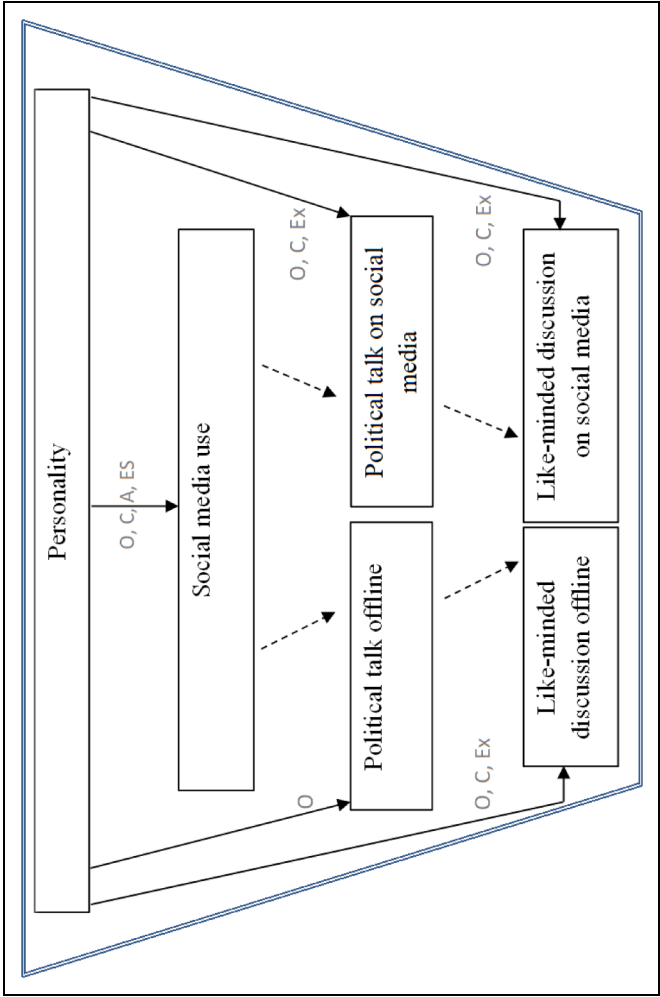 Personality
O, C, A, ES
Social media use
O
O, C, Ex
Political talk offline
Political talk on social
media
O, C, Ex
O, C, Ex
Like-minded
discussion offline
Like-minded discussion
on social media